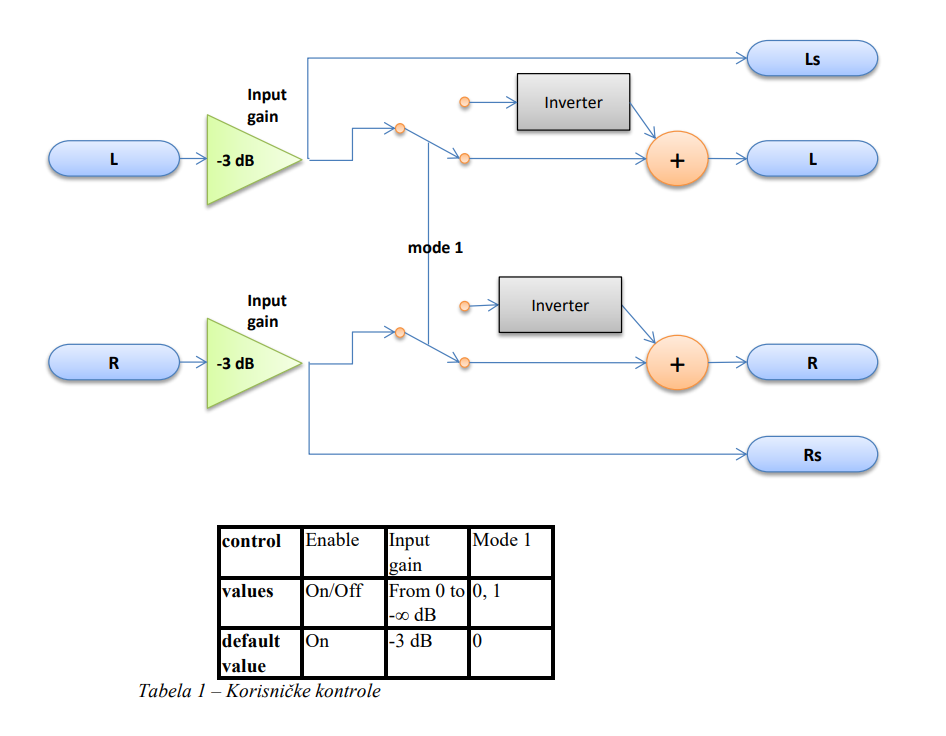 Ls
Input
gain
Inverter
L
-3 dB
+
L
mode 1
Input
gain
Inverter
R
-3 dB
+
R
Rs
control Enable Input gain Mode 1
values On/Off From 0 to -∞ dB 0, 1
default value On -3 dB 0
Tabela 1 – Korisničke kontrole